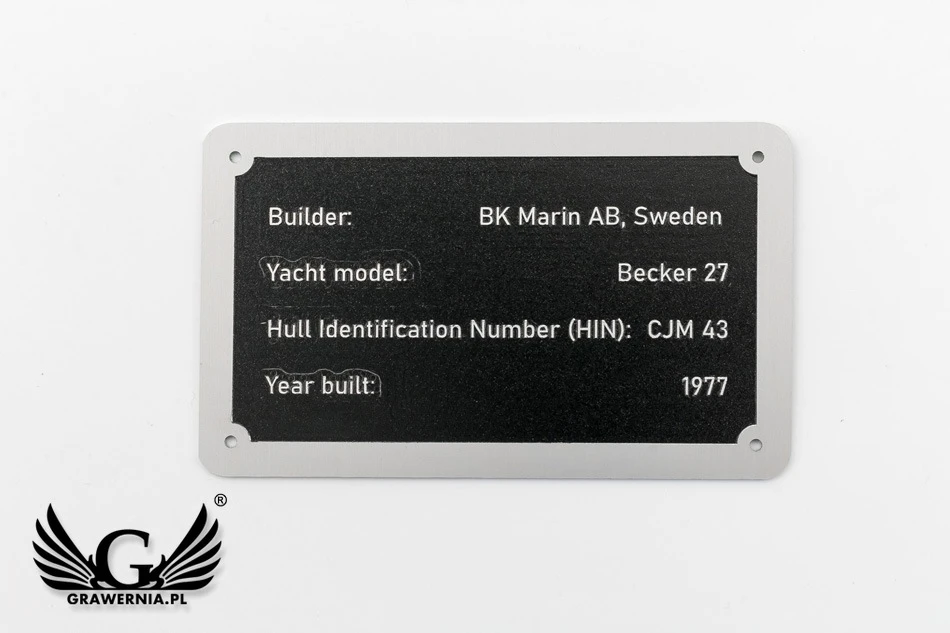 Builder: BK Marin AB, Sweden
Yacht model: Becker 27
Hull Identification Number (HIN): CJM 43
Year built: 1977
G ®
GRAWERNIA.PL